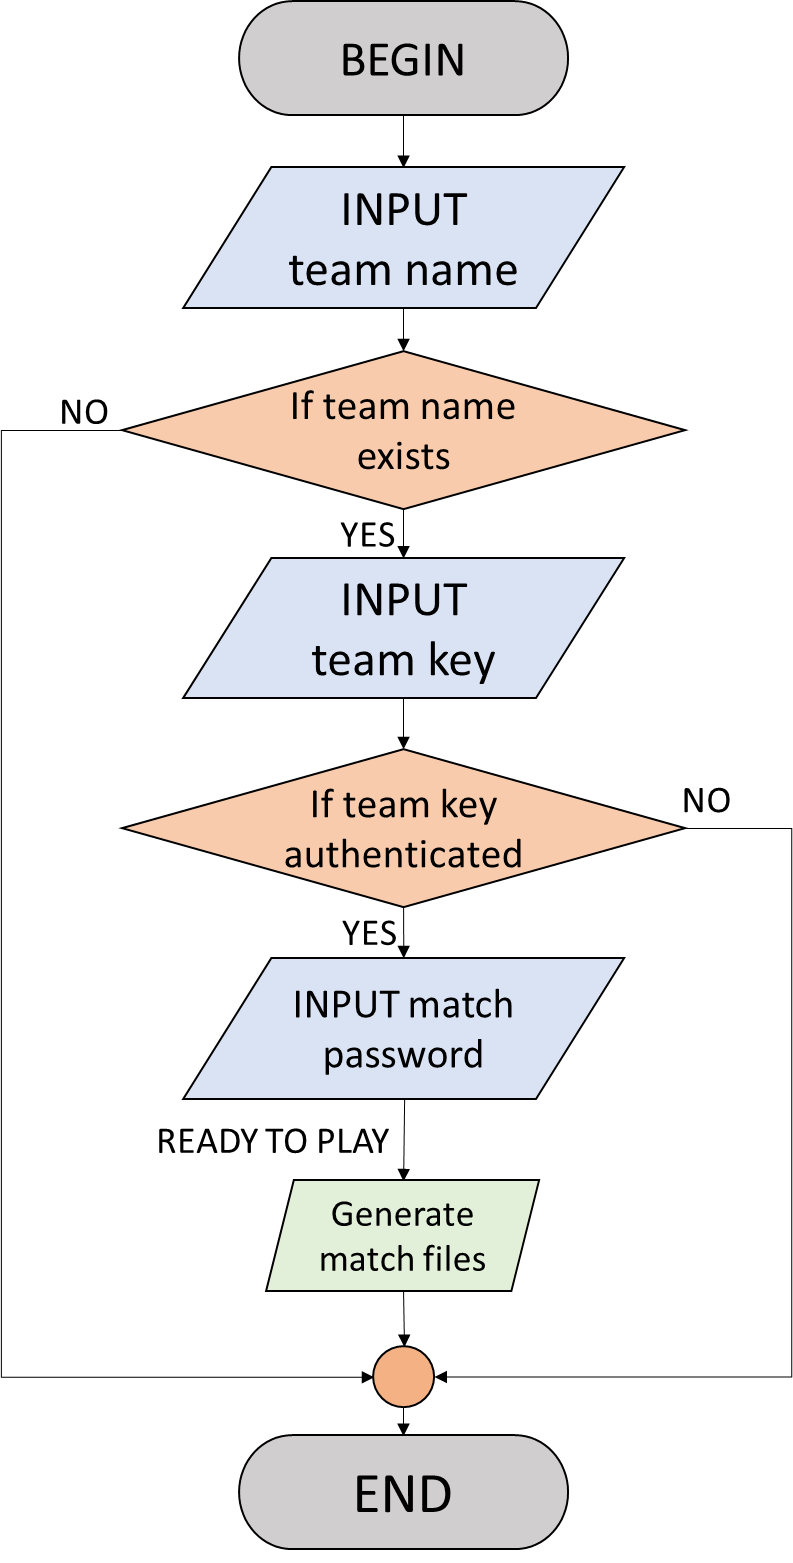 BEGIN
INPUT
team name
If team name
exists
NO
YES
INPUT
team key
If team key
authenticated
NO
YES
INPUT match
password
READY TO PLAY
Generate
match files
END